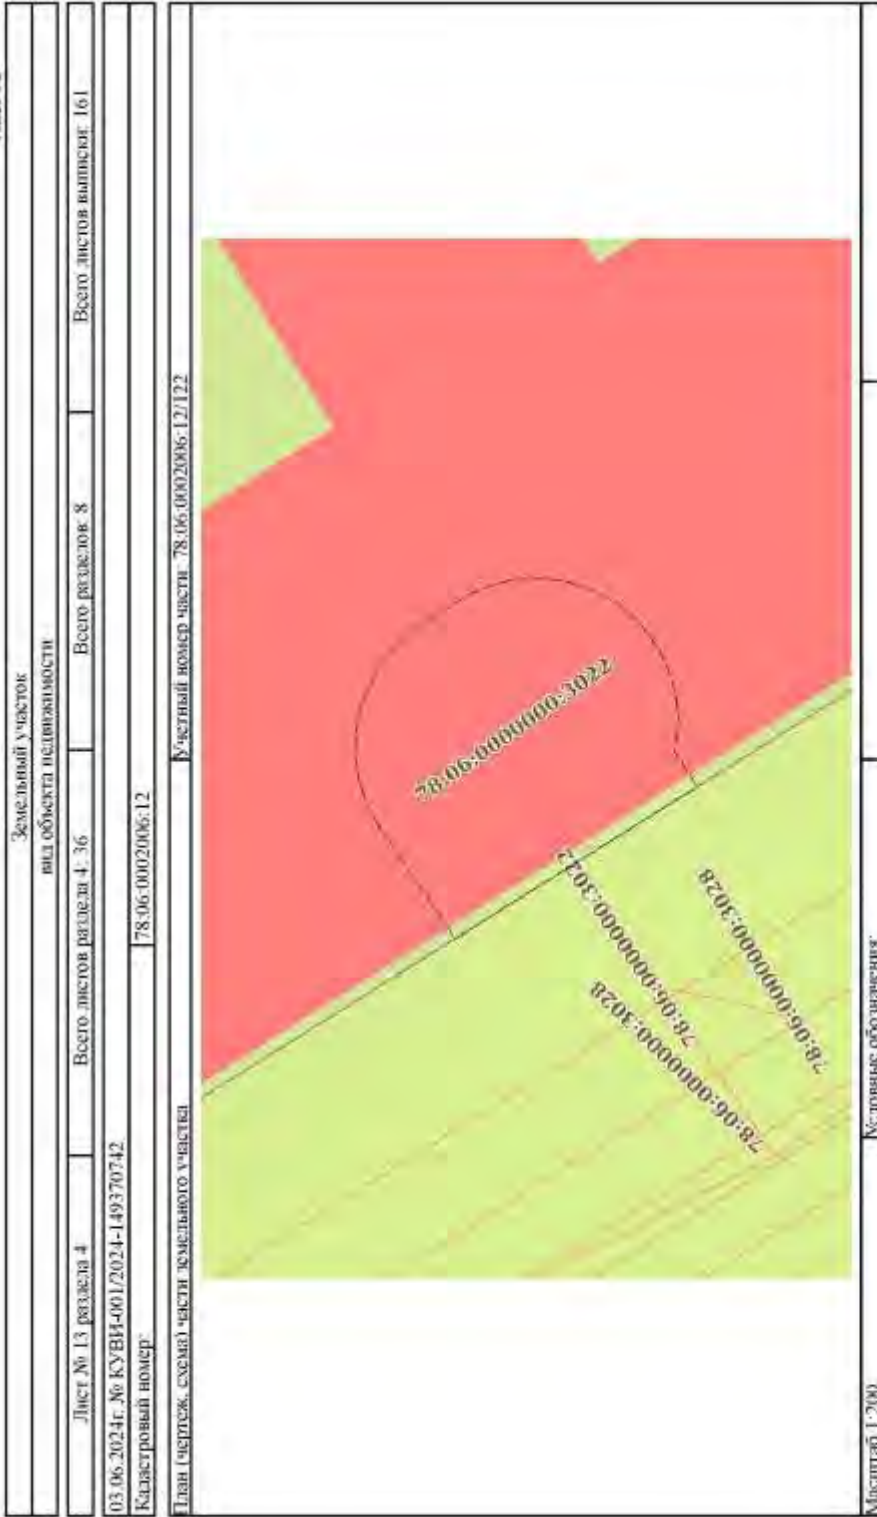 Земельный участок
вид объекта недвижимости
Лист № 13 раздела 4 Всего листов раздела 4: 36 Всего разделов: 8 Всего листов выписки: 161
03.06.2024г. № КУВИ-001/2024-149370742
Кадастровый номер: 78:06:0002006:12
План (чертеж, схема) части земельного участка Учетный номер части: 78:06:0002006:12/122
78:06:0000000:3022
78:06:0000000:3022
78:06:0000000:3028
78:06:0000000:3028
Масштаб 1:200 Условные обозначения: